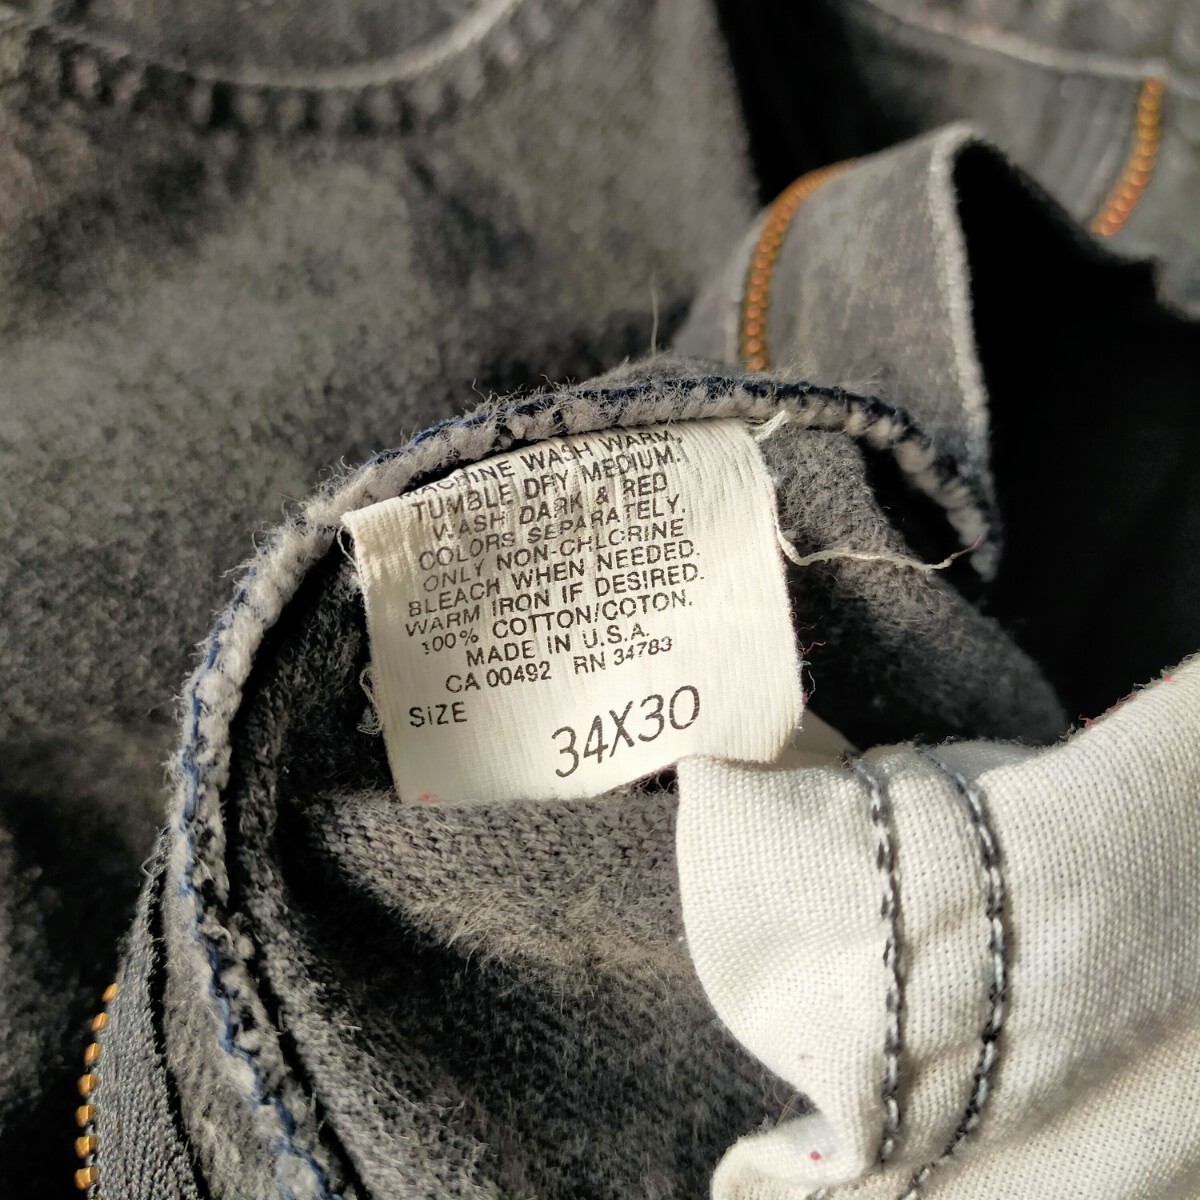 MACHINE WASH WARM,
TUMBLE DRY MEDIUM.
WASH DARK & RED
COLORS SEPARATELY.
ONLY NON-CHLORINE
BLEACH WHEN NEEDED.
WARM IRON IF DESIRED.
100% COTTON/COTON.
MADE IN U.S.A.
CA 00492 RN 34783
SIZE
34X30